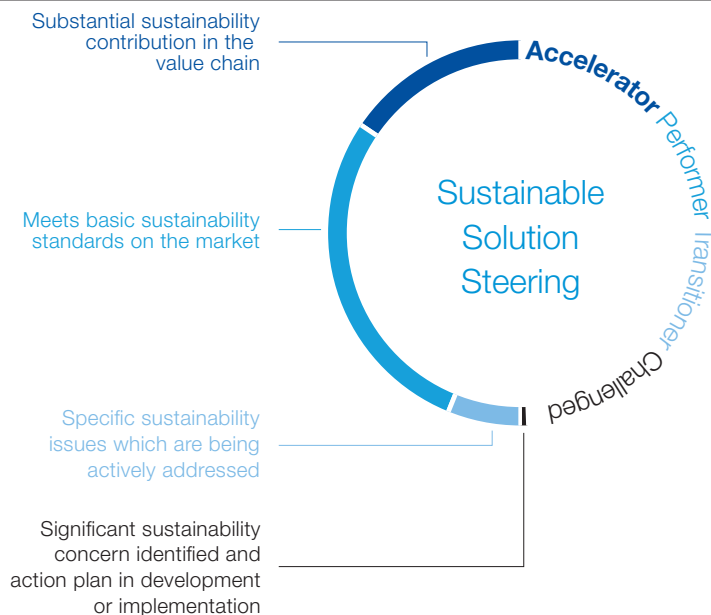 Substantial sustainability
contribution in the
value chain
Accelerator
Performer
Transitioner
Challenged
Sustainable
Solution
Steering
Meets basic sustainability
standards on the market
Specific sustainability
issues which are being
actively addressed
Significant sustainability
concern identified and
action plan in development
or implementation